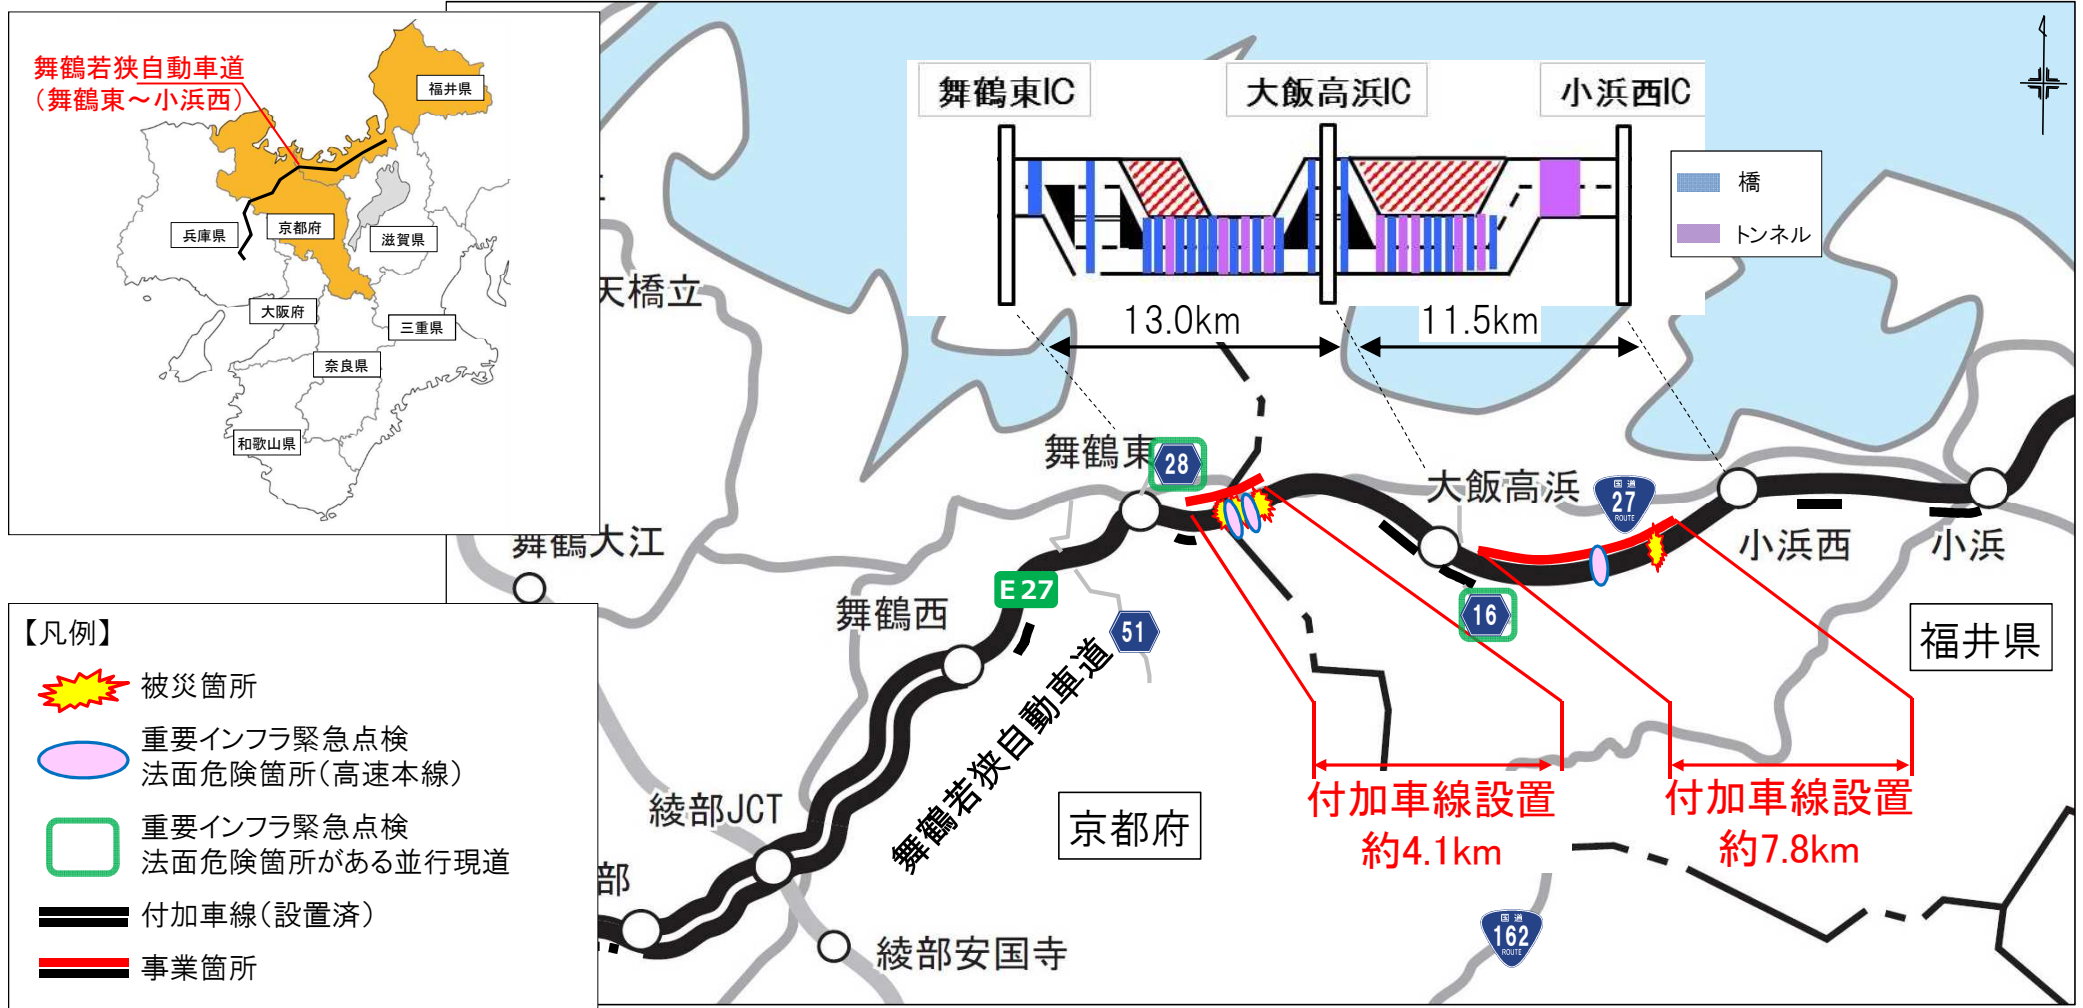 舞鶴若狭自動車道
(舞鶴東～小浜西)
福井県
兵庫県
京都府
滋賀県
大阪府
三重県
奈良県
和歌山県
舞鶴東IC
大飯高浜IC
小浜西IC
橋
トンネル
13.0km
11.5km
天橋立
舞鶴東
28
大飯高浜
国道
27
ROUTE
小浜西
小浜
舞鶴大江
E27
舞鶴西
51
16
舞鶴若狭自動車道
福井県
京都府
綾部JCT
部
綾部安国寺
付加車線設置
約4.1km
付加車線設置
約7.8km
国道
162
ROUTE
【凡例】
被災箇所
重要インフラ緊急点検
法面危険箇所(高速本線)
重要インフラ緊急点検
法面危険箇所がある並行現道
付加車線(設置済)
事業箇所